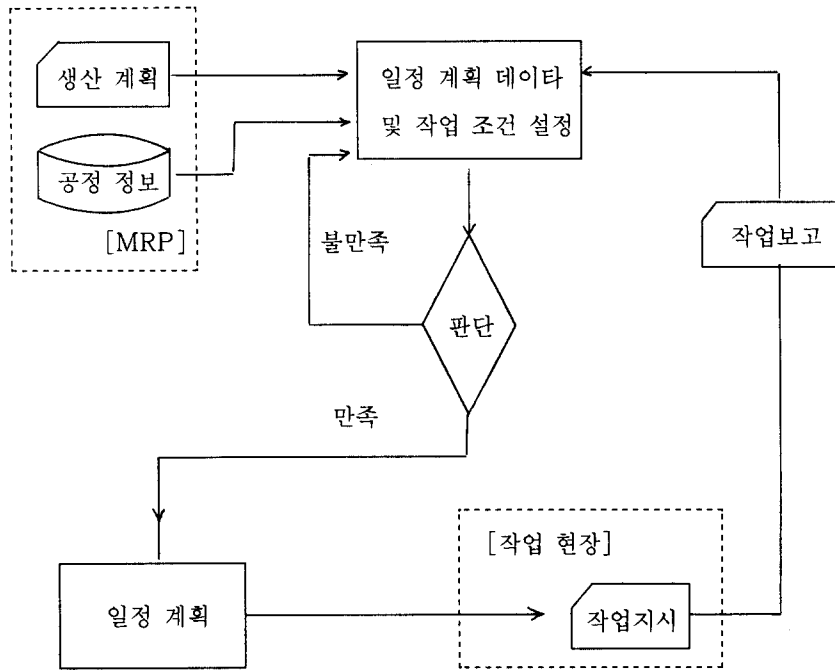 생산 계획
공정 정보
[MRP]
일정 계획 데이타
및 작업 조건 설정
불만족
판단
작업보고
만족
일정 계획
[작업 현장]
작업지시